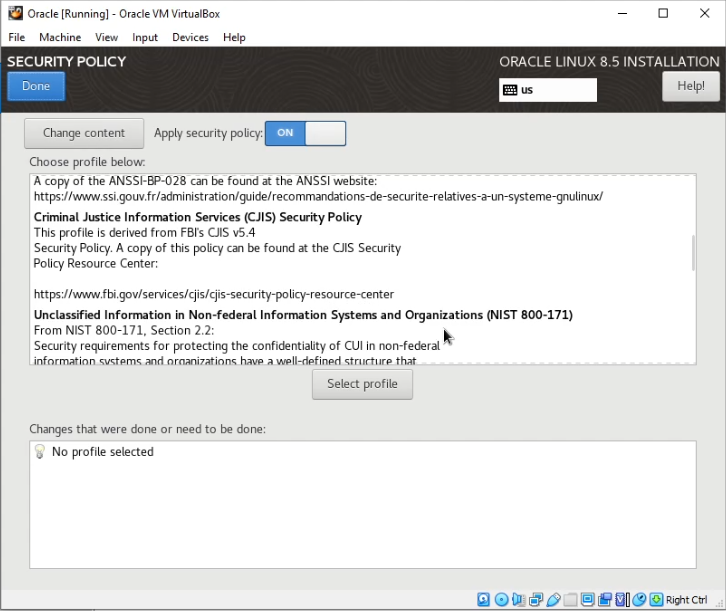 Oracle [Running] - Oracle VM VirtualBox
File Machine View Input Devices Help
SECURITY POLICY
ORACLE LINUX 8.5 INSTALLATION
Done
us
Help!
Change content
Apply security policy:
ON
Choose profile below:
A copy of the ANSSI-BP-028 can be found at the ANSSI website:
https://www.ssi.gouv.fr/administration/guide/recommandations-de-securite-relatives-a-un-systeme-gnulinux/
Criminal Justice Information Services (CJIS) Security Policy
This profile is derived from FBI's CJIS v5.4
Security Policy. A copy of this policy can be found at the CJIS Security
Policy Resource Center:
https://www.fbi.gov/services/cjis/cjis-security-policy-resource-center
Unclassified Information in Non-federal Information Systems and Organizations (NIST 800-171)
From NIST 800-171, Section 2.2:
Security requirements for protecting the confidentiality of CUI in non-federal
information systems and organizations have a well-defined structure that
Select profile
Changes that were done or need to be done:
No profile selected
Right Ctrl